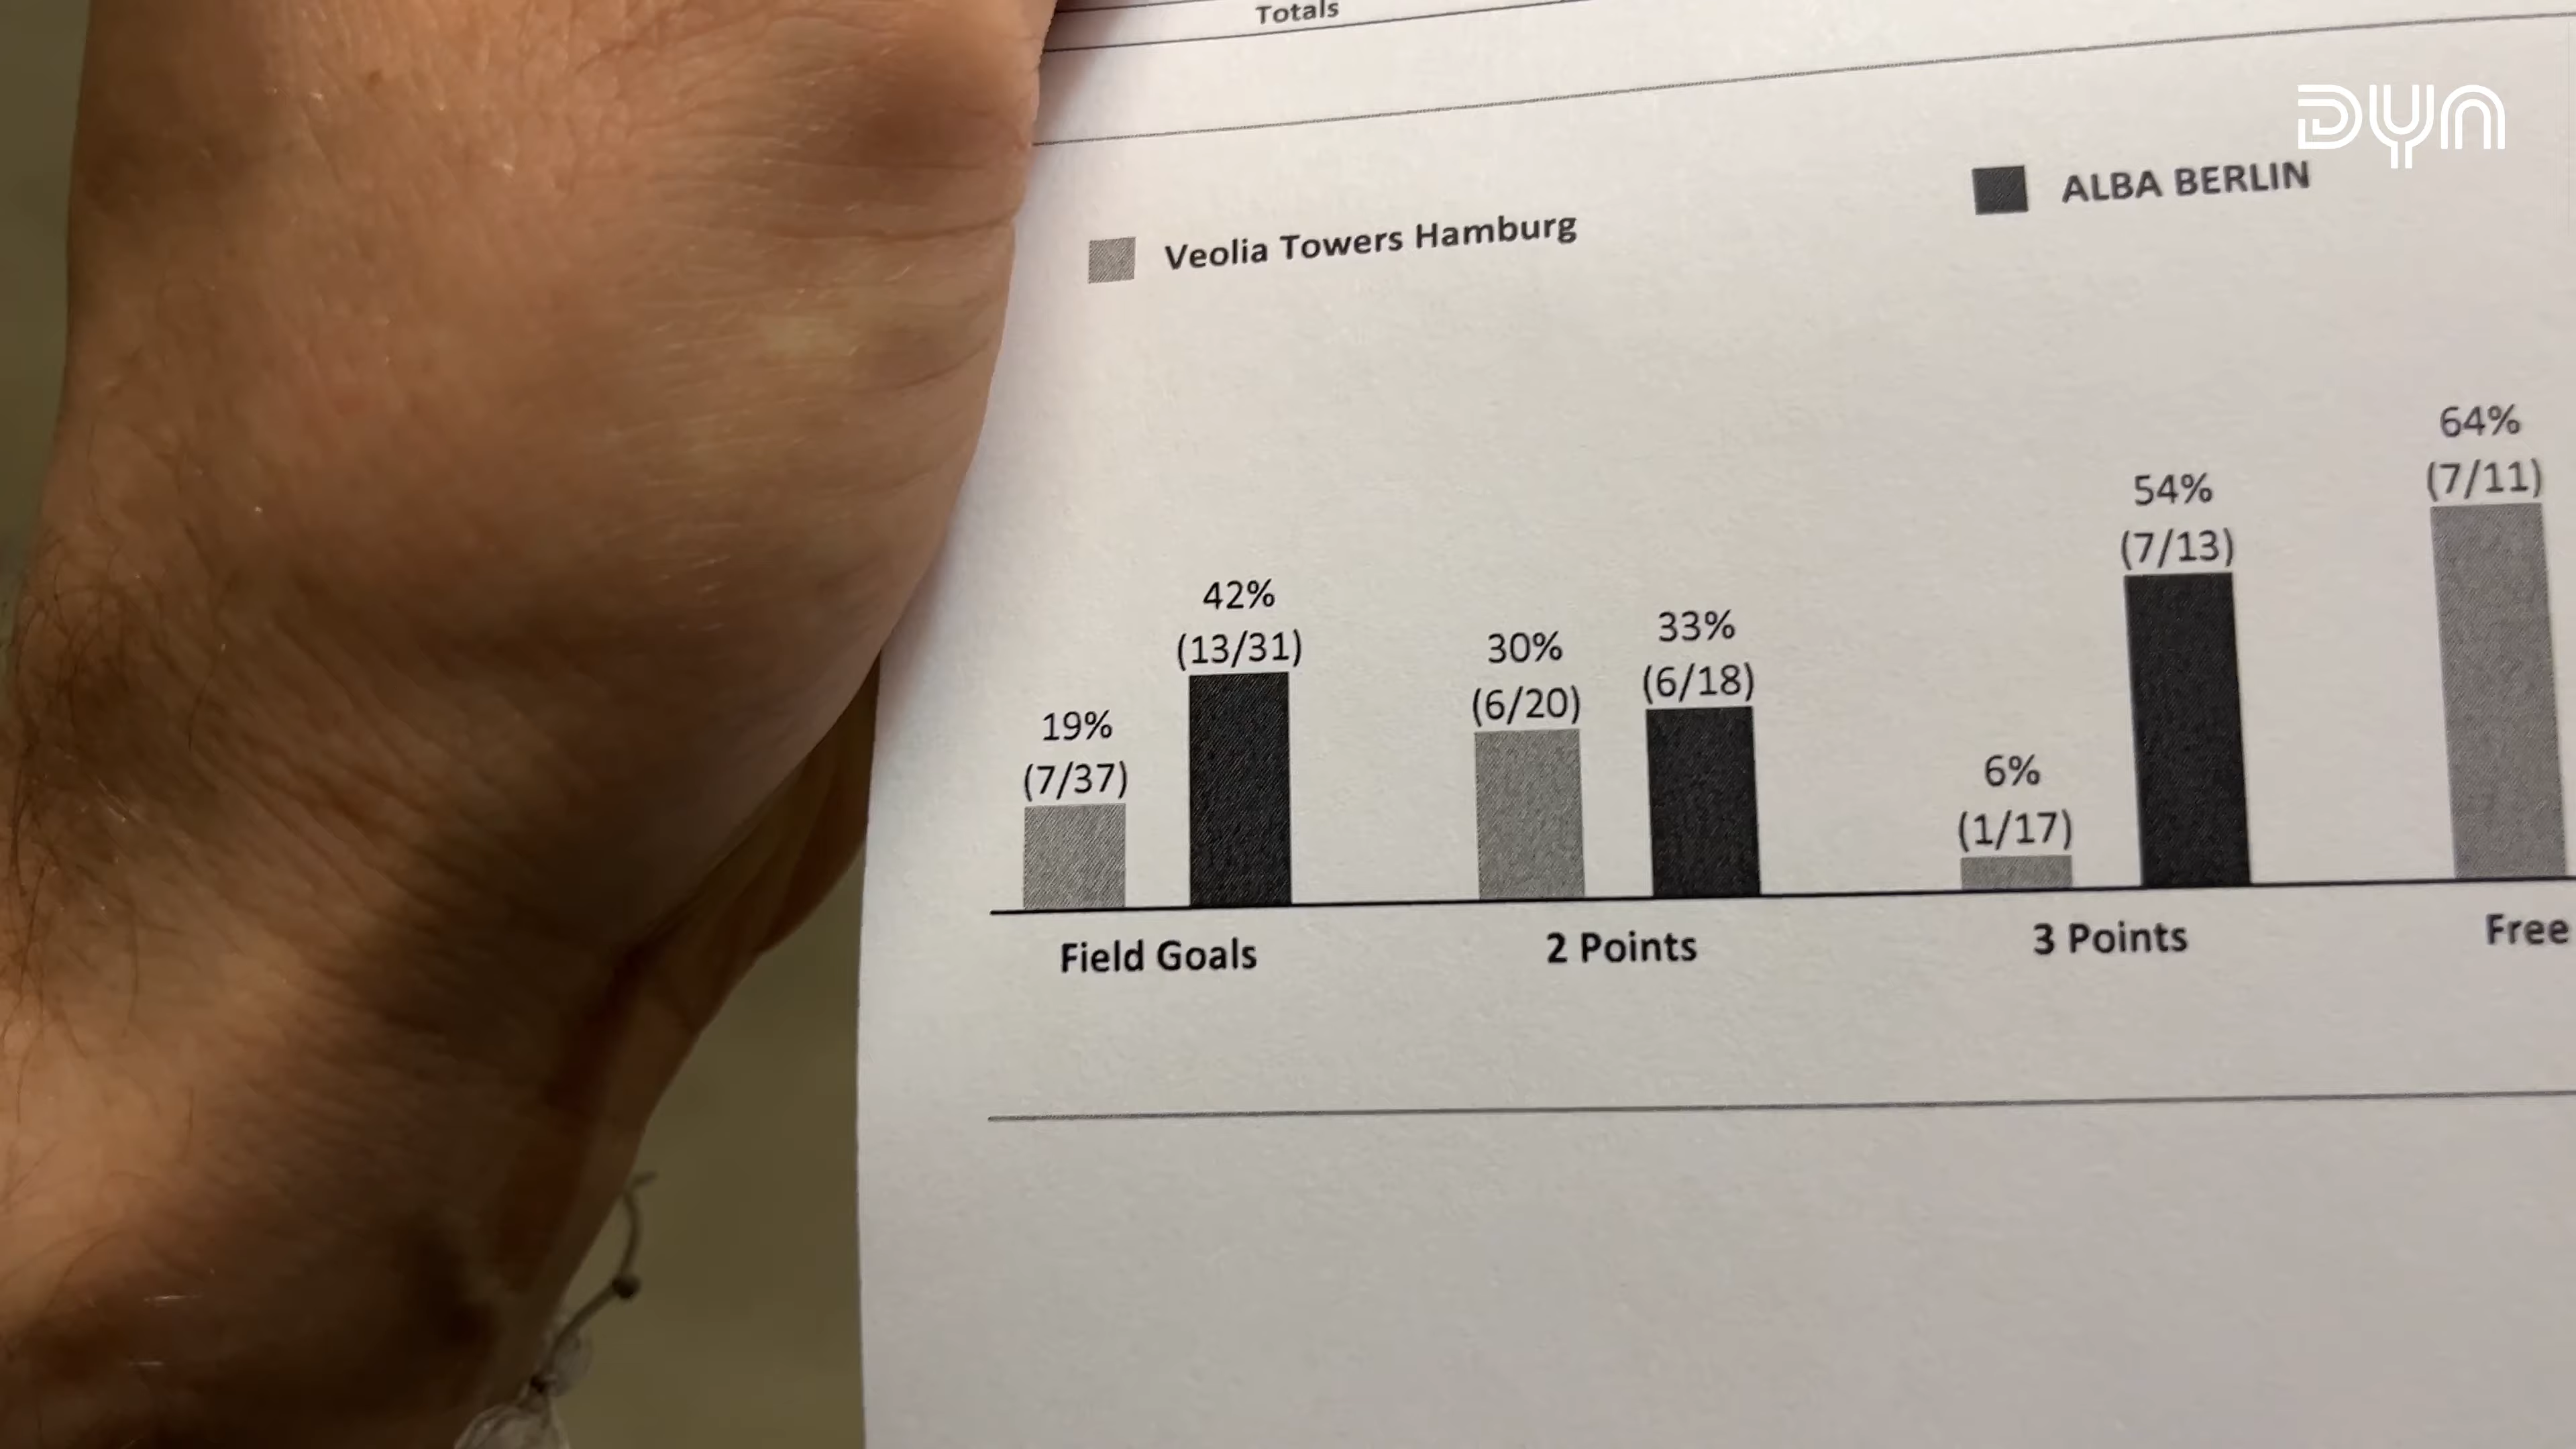 Totals
DYN
Veolia Towers Hamburg
ALBA BERLIN
19%
(7/37)
42%
(13/31)
30%
(6/20)
33%
(6/18)
6%
(1/17)
54%
(7/13)
64%
(7/11)
Field Goals
2 Points
3 Points
Free